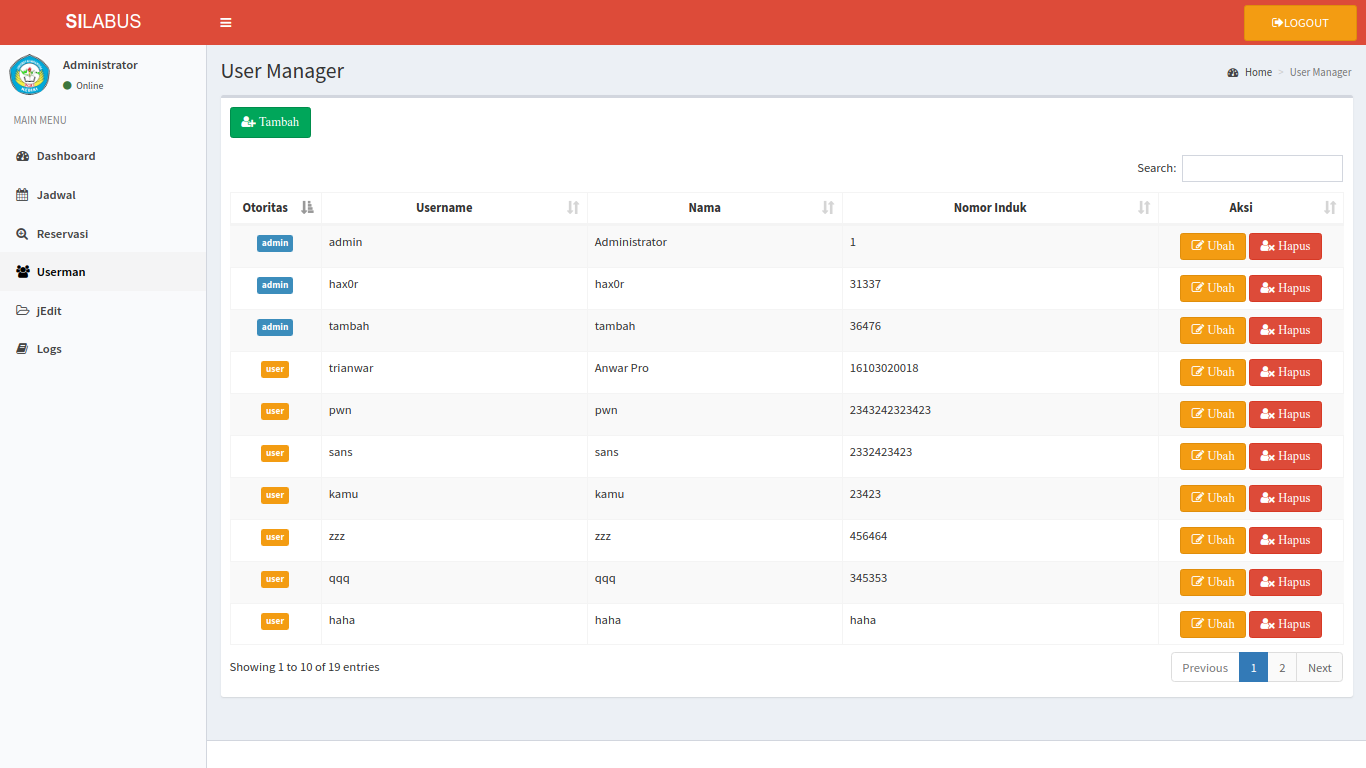 SILABUS
LOGOUT
Administrator
Online
MAIN MENU
Dashboard
Jadwal
Reservasi
Userman
jEdit
Logs
User Manager
Home > User Manager
Tambah
Search:
Otoritas Username Nama Nomor Induk Aksi
admin admin Administrator 1 Ubah Hapus
admin hax0r hax0r 31337 Ubah Hapus
admin tambah tambah 36476 Ubah Hapus
user trianwar Anwar Pro 16103020018 Ubah Hapus
user pwn pwn 2343242323423 Ubah Hapus
user sans sans 2332423423 Ubah Hapus
user kamu kamu 23423 Ubah Hapus
user zzz zzz 456464 Ubah Hapus
user qqq qqq 345353 Ubah Hapus
user haha haha haha Ubah Hapus
Showing 1 to 10 of 19 entries
Previous 1 2 Next